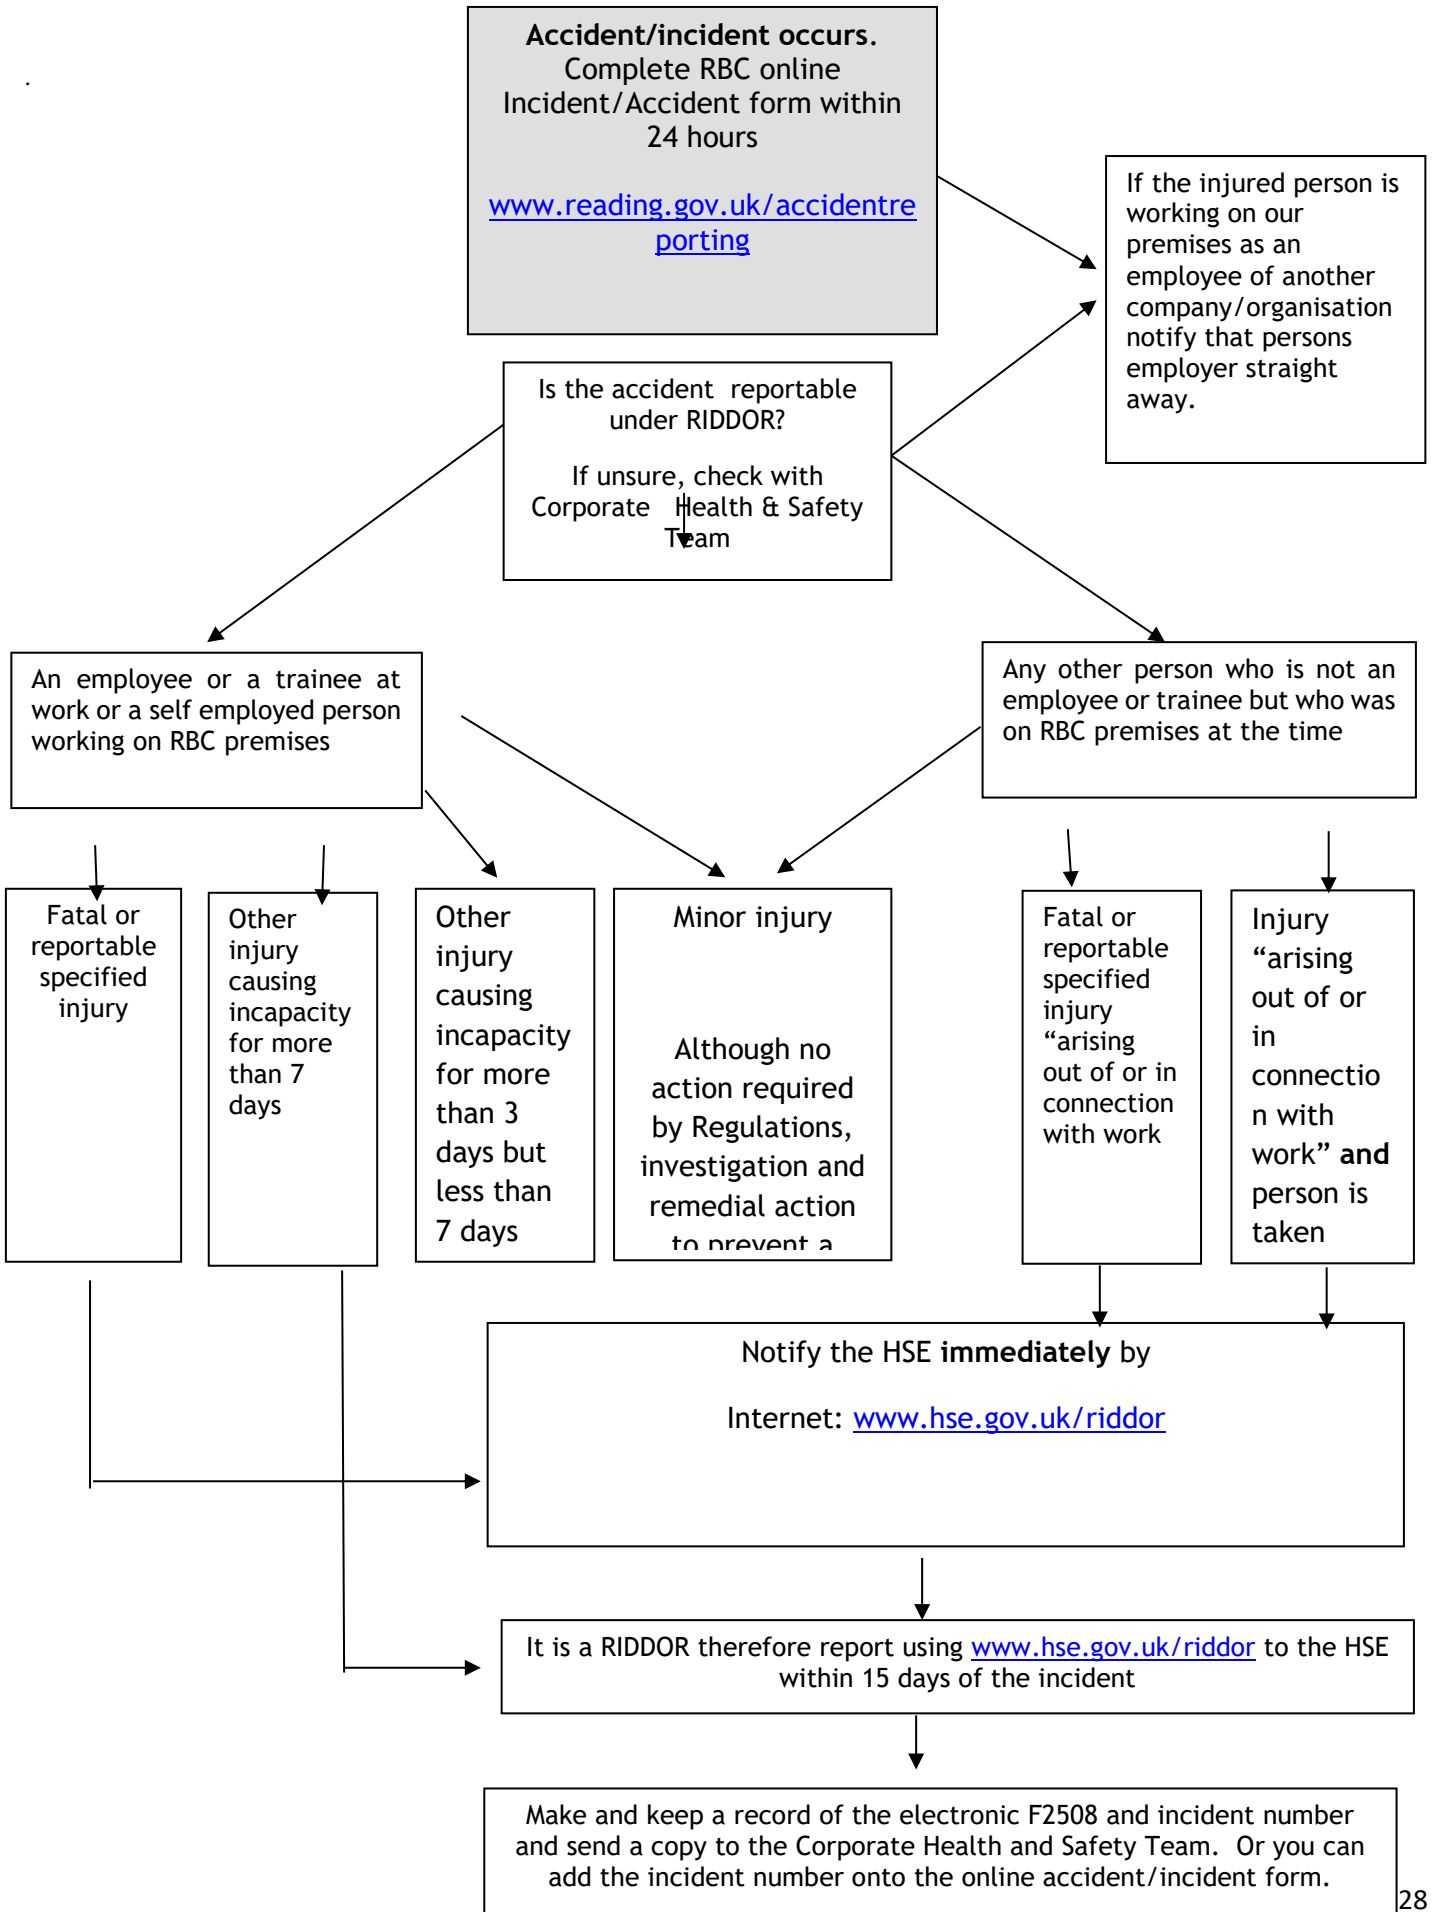 Accident/incident occurs.
Complete RBC online
Incident/Accident form within
24 hours
www.reading.gov.uk/accidentre
porting
.
If the injured person is
working on our
premises as an
employee of another
company/organisation
notify that persons
employer straight
away.
Is the accident reportable
under RIDDOR?
If unsure, check with
Corporate Health & Safety
Team
An employee or a trainee at
work or a self employed person
working on RBC premises
Any other person who is not an
employee or trainee but who was
on RBC premises at the time
Fatal or
reportable
specified
injury
Other
injury
causing
incapacity
for more
than 7
days
Other
injury
causing
incapacity
for more
than 3
days but
less than
7 days
Minor injury
Although no
action required
by Regulations,
investigation and
remedial action
to prevent a
Fatal or
reportable
specified
injury
“arising
out of or in
connection
with work
Injury
“arising
out of or
in
connectio
n with
work” and
person is
taken
Notify the HSE immediately by
Internet: www.hse.gov.uk/riddor
It is a RIDDOR therefore report using www.hse.gov.uk/riddor to the HSE
within 15 days of the incident
Make and keep a record of the electronic F2508 and incident number
and send a copy to the Corporate Health and Safety Team. Or you can
add the incident number onto the online accident/incident form.
28